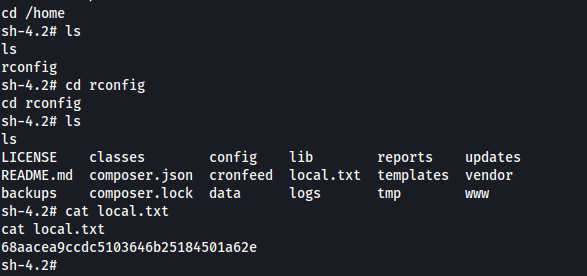 cd /home
sh-4.2# ls
ls
rconfig
sh-4.2# cd rconfig
cd rconfig
sh-4.2# ls
ls
LICENSE classes config lib reports updates
README.md composer.json cronfeed local.txt templates vendor
backups composer.lock data logs tmp www
sh-4.2# cat local.txt
cat local.txt
68aacea9ccdc5103646b25184501a62e
sh-4.2#